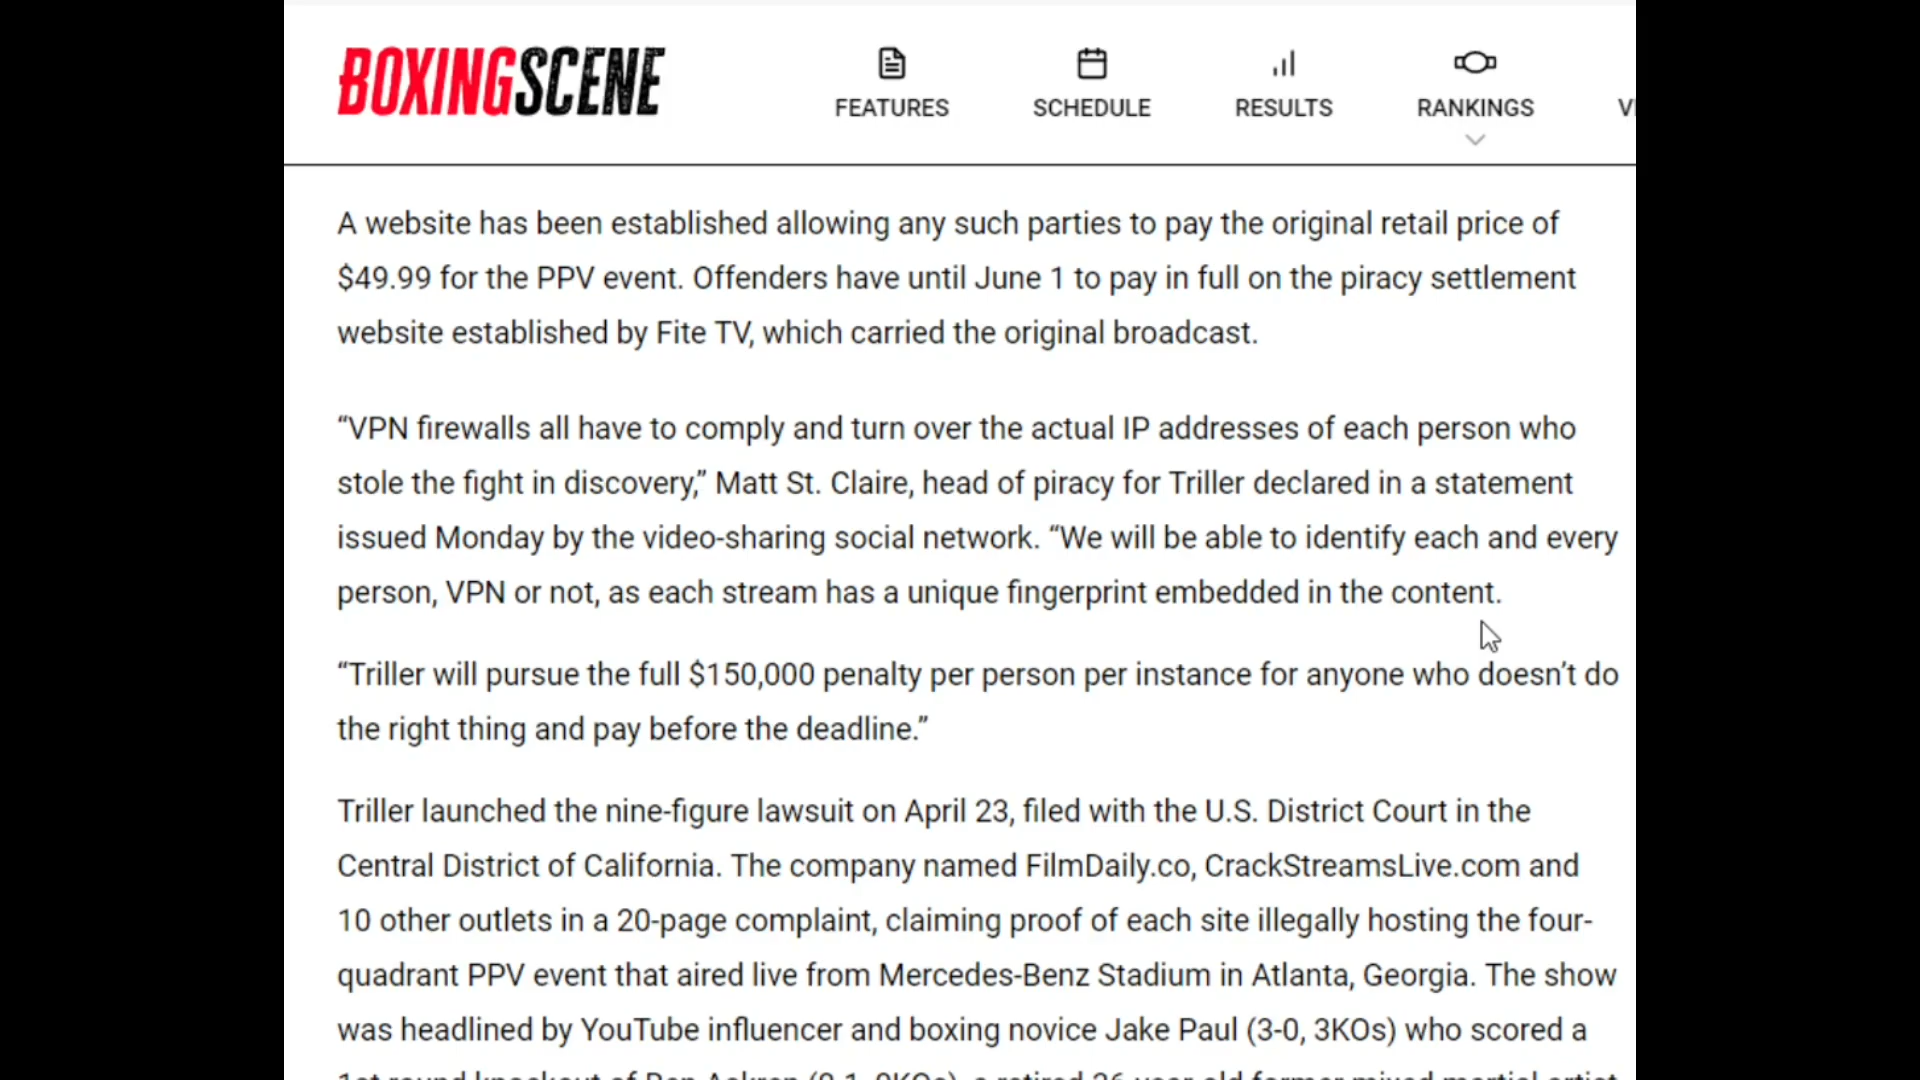 BOXINGSCENE
FEATURES
SCHEDULE
RESULTS
RANKINGS
A website has been established allowing any such parties to pay the original retail price of
$49.99 for the PPV event. Offenders have until June 1 to pay in full on the piracy settlement
website established by Fite TV, which carried the original broadcast.
“VPN firewalls all have to comply and turn over the actual IP addresses of each person who
stole the fight in discovery,” Matt St. Claire, head of piracy for Triller declared in a statement
issued Monday by the video-sharing social network. “We will be able to identify each and every
person, VPN or not, as each stream has a unique fingerprint embedded in the content.
“Triller will pursue the full $150,000 penalty per person per instance for anyone who doesn’t do
the right thing and pay before the deadline.”
Triller launched the nine-figure lawsuit on April 23, filed with the U.S. District Court in the
Central District of California. The company named FilmDaily.co, CrackStreamsLive.com and
10 other outlets in a 20-page complaint, claiming proof of each site illegally hosting the four-
quadrant PPV event that aired live from Mercedes-Benz Stadium in Atlanta, Georgia. The show
was headlined by YouTube influencer and boxing novice Jake Paul (3-0, 3KOs) who scored a